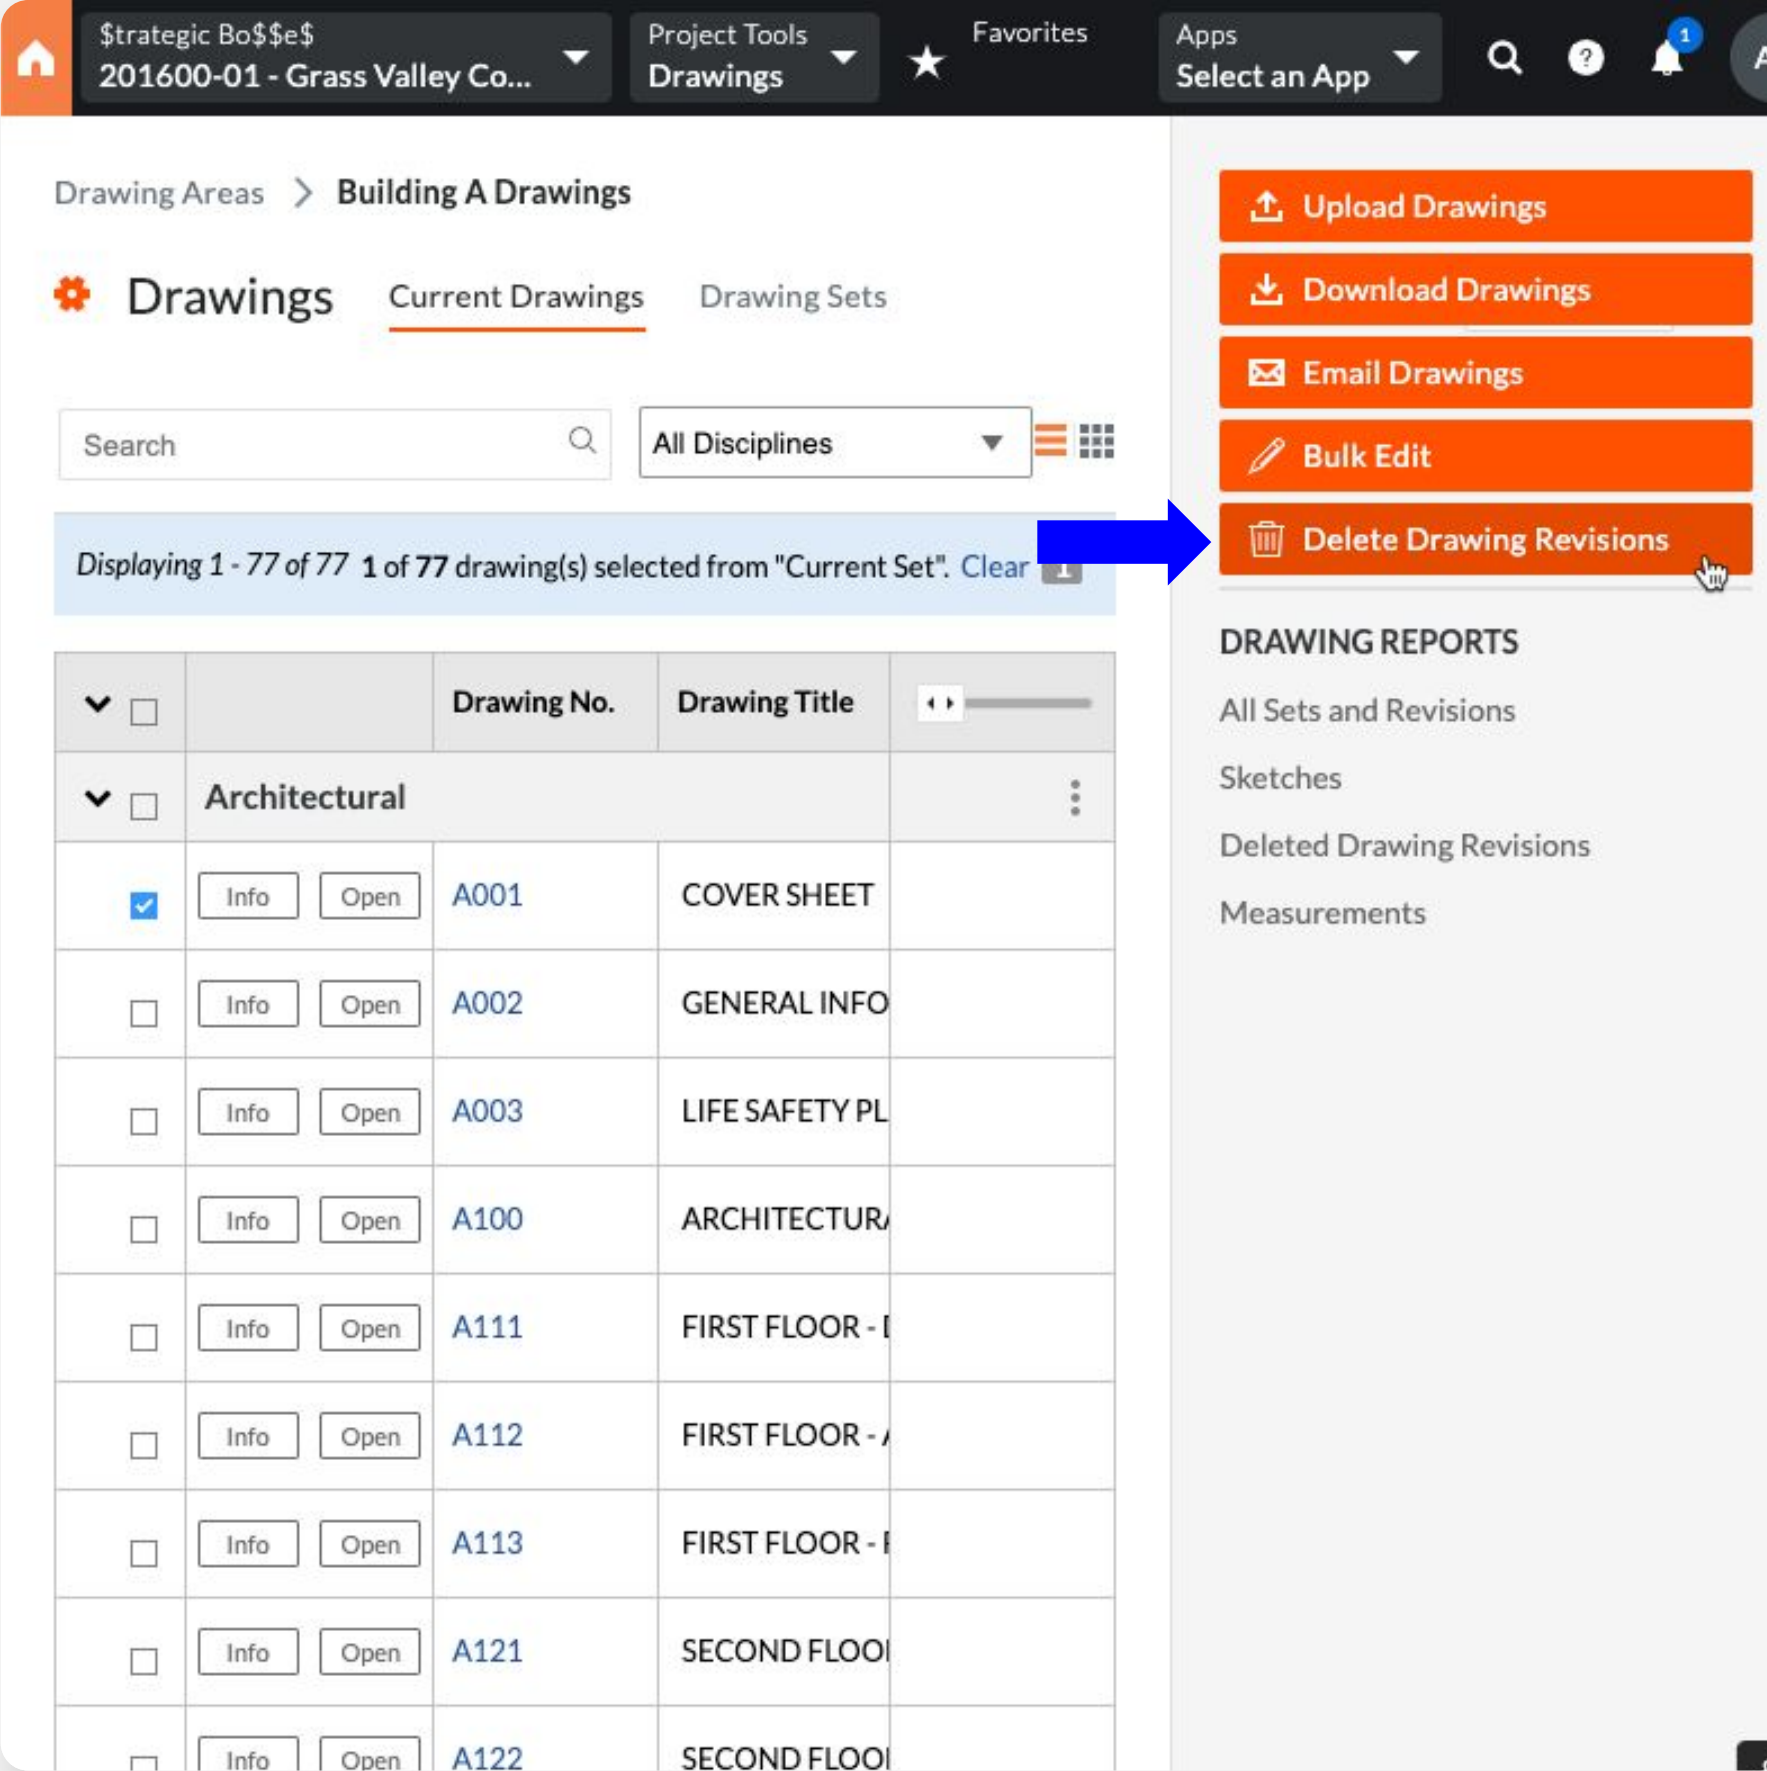 $trategic Bo$$e$
201600-01 - Grass Valley Co...
Project Tools
Drawings
Favorites
Apps
Select an App
1
Drawing Areas > Building A Drawings
Drawings Current Drawings Drawing Sets
Search
All Disciplines
Displaying 1 - 77 of 77 1 of 77 drawing(s) selected from "Current Set". Clear 1
Drawing No. Drawing Title
Architectural
Info Open A001 COVER SHEET
Info Open A002 GENERAL INFO
Info Open A003 LIFE SAFETY PL
Info Open A100 ARCHITECTURA
Info Open A111 FIRST FLOOR -
Info Open A112 FIRST FLOOR - A
Info Open A113 FIRST FLOOR -
Info Open A121 SECOND FLOO
Info Open A122 SECOND FLOO
Upload Drawings
Download Drawings
Email Drawings
Bulk Edit
Delete Drawing Revisions
DRAWING REPORTS
All Sets and Revisions
Sketches
Deleted Drawing Revisions
Measurements